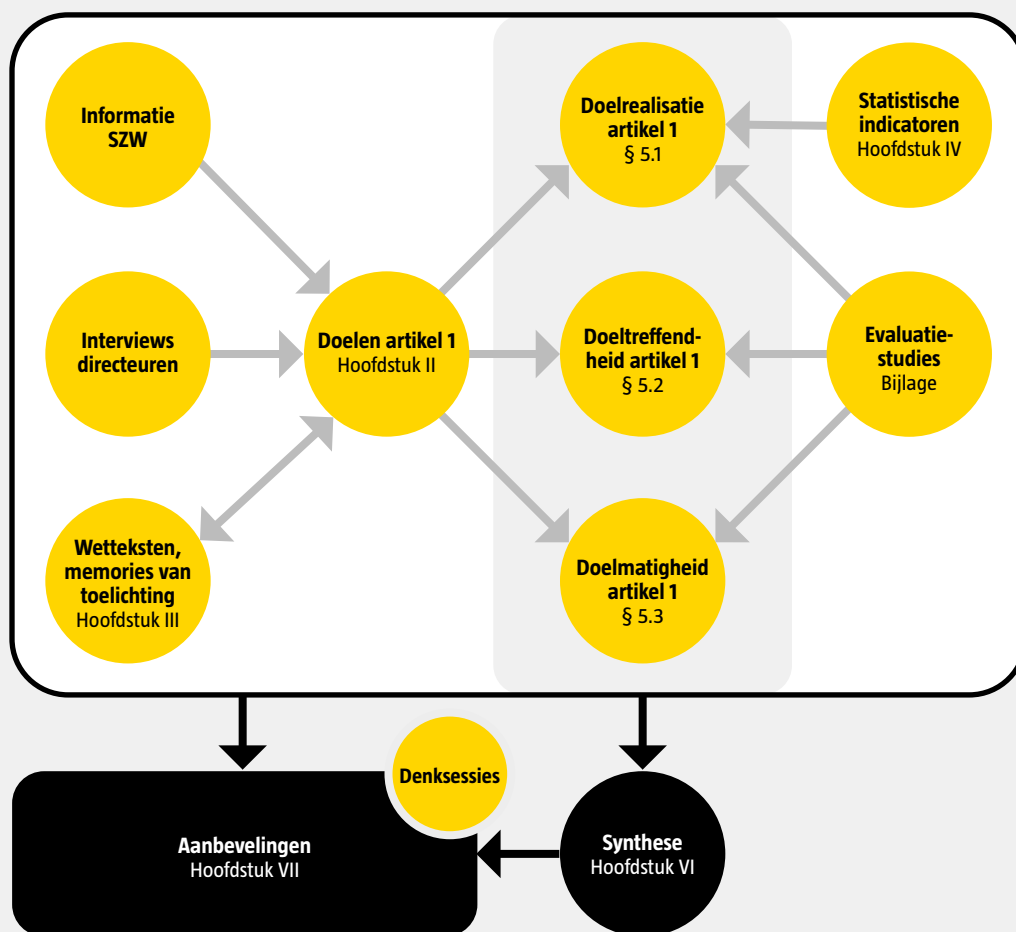 Informatie
SZW
Doelrealisatie
artikel 1
§ 5.1
Statistische
indicatoren
Hoofdstuk IV
Interviews
directeuren
Doelen artikel 1
Hoofdstuk II
Doeltreffend-
heid artikel 1
§ 5.2
Evaluatie-
studies
Bijlage
Wetteksten,
memories van
toelichting
Hoofdstuk III
Doelmatigheid
artikel 1
§ 5.3
Denksessies
Aanbevelingen
Hoofdstuk VII
Synthese
Hoofdstuk VI